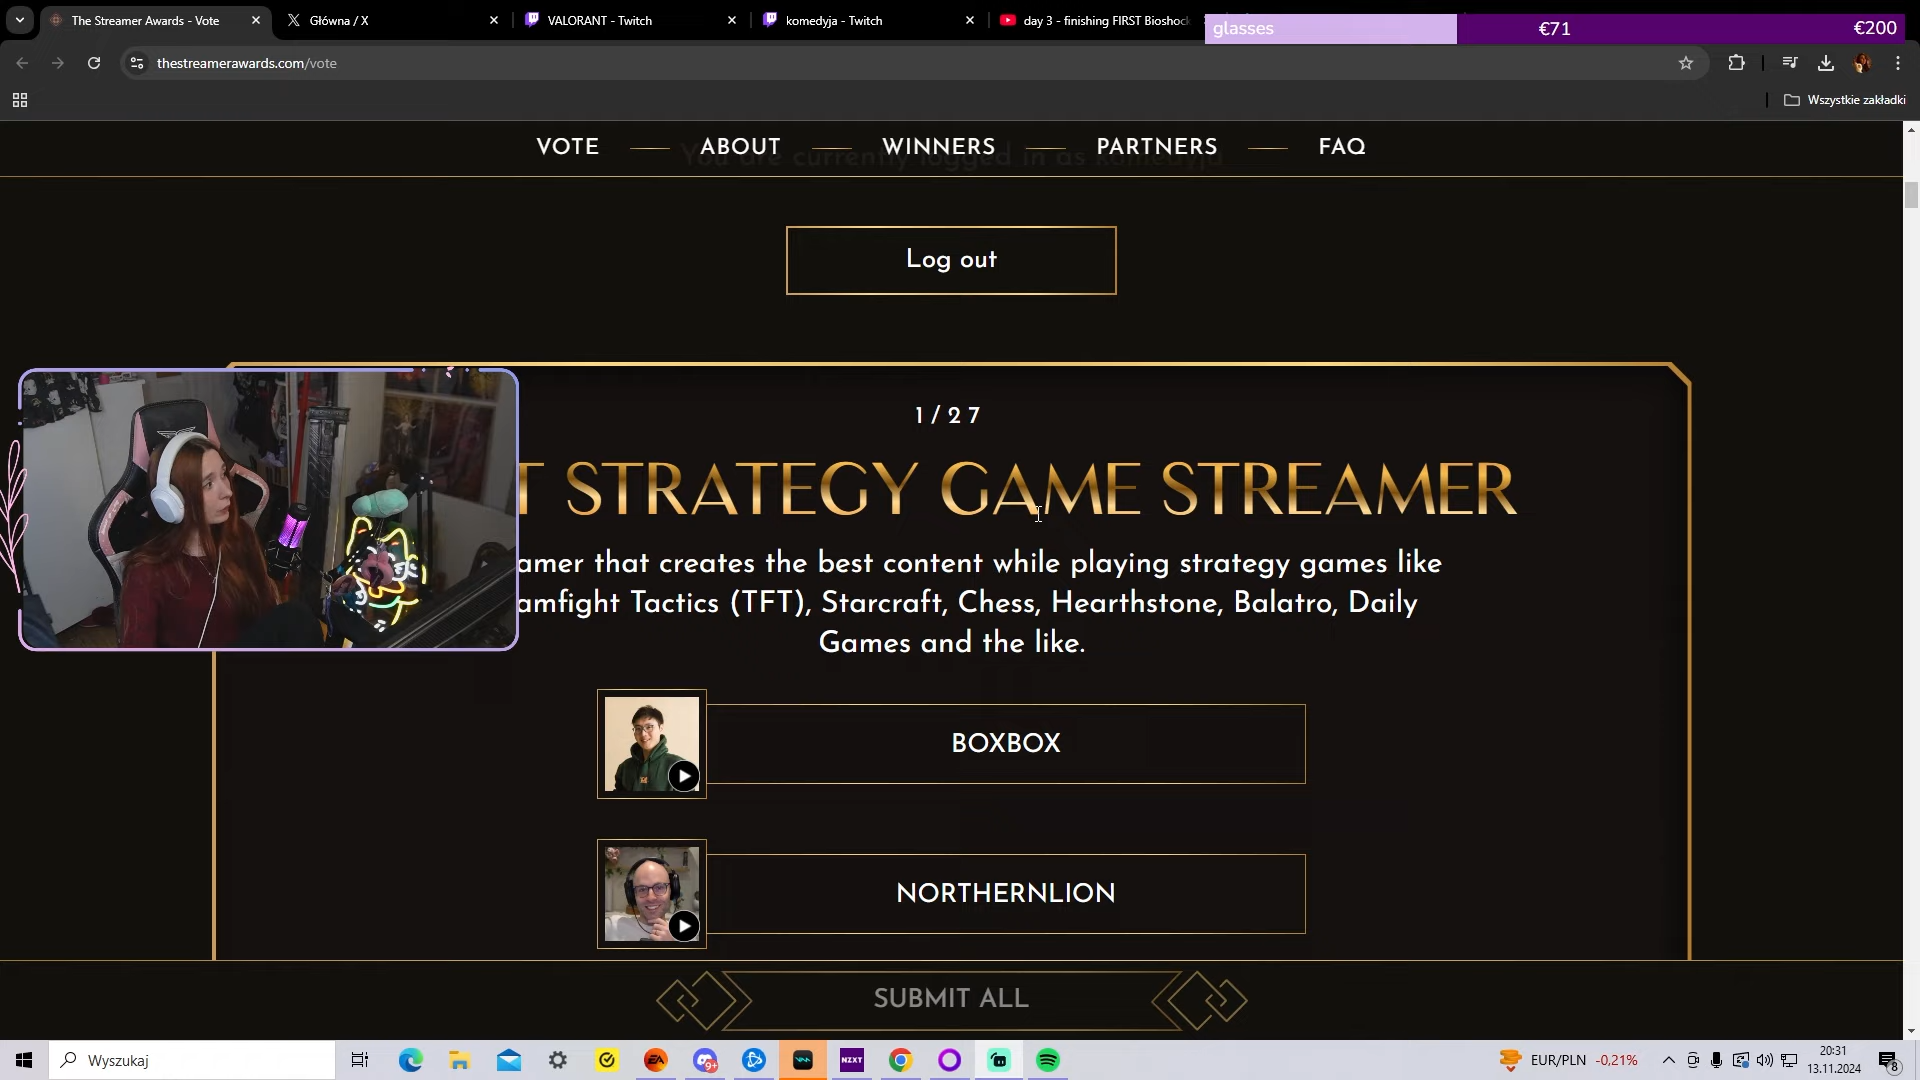 The Streamer Awards - Vote
Główna / X
VALORANT - Twitch
komedyja - Twitch
day 3 - finishing FIRST Bioshock
glasses €71 €200
thestreamerawards.com/vote
Wszystkie zakładki
VOTE ABOUT WINNERS PARTNERS FAQ
You are currently logged in as komedyja
Log out
1/27
T STRATEGY GAME STREAMER
amer that creates the best content while playing strategy games like
amfight Tactics (TFT), Starcraft, Chess, Hearthstone, Balatro, Daily
Games and the like.
BOXBOX
NORTHERNLION
SUBMIT ALL
Wyszukaj
EA
9+
NZXT
EUR/PLN -0,21%
20:31
13.11.2024
8